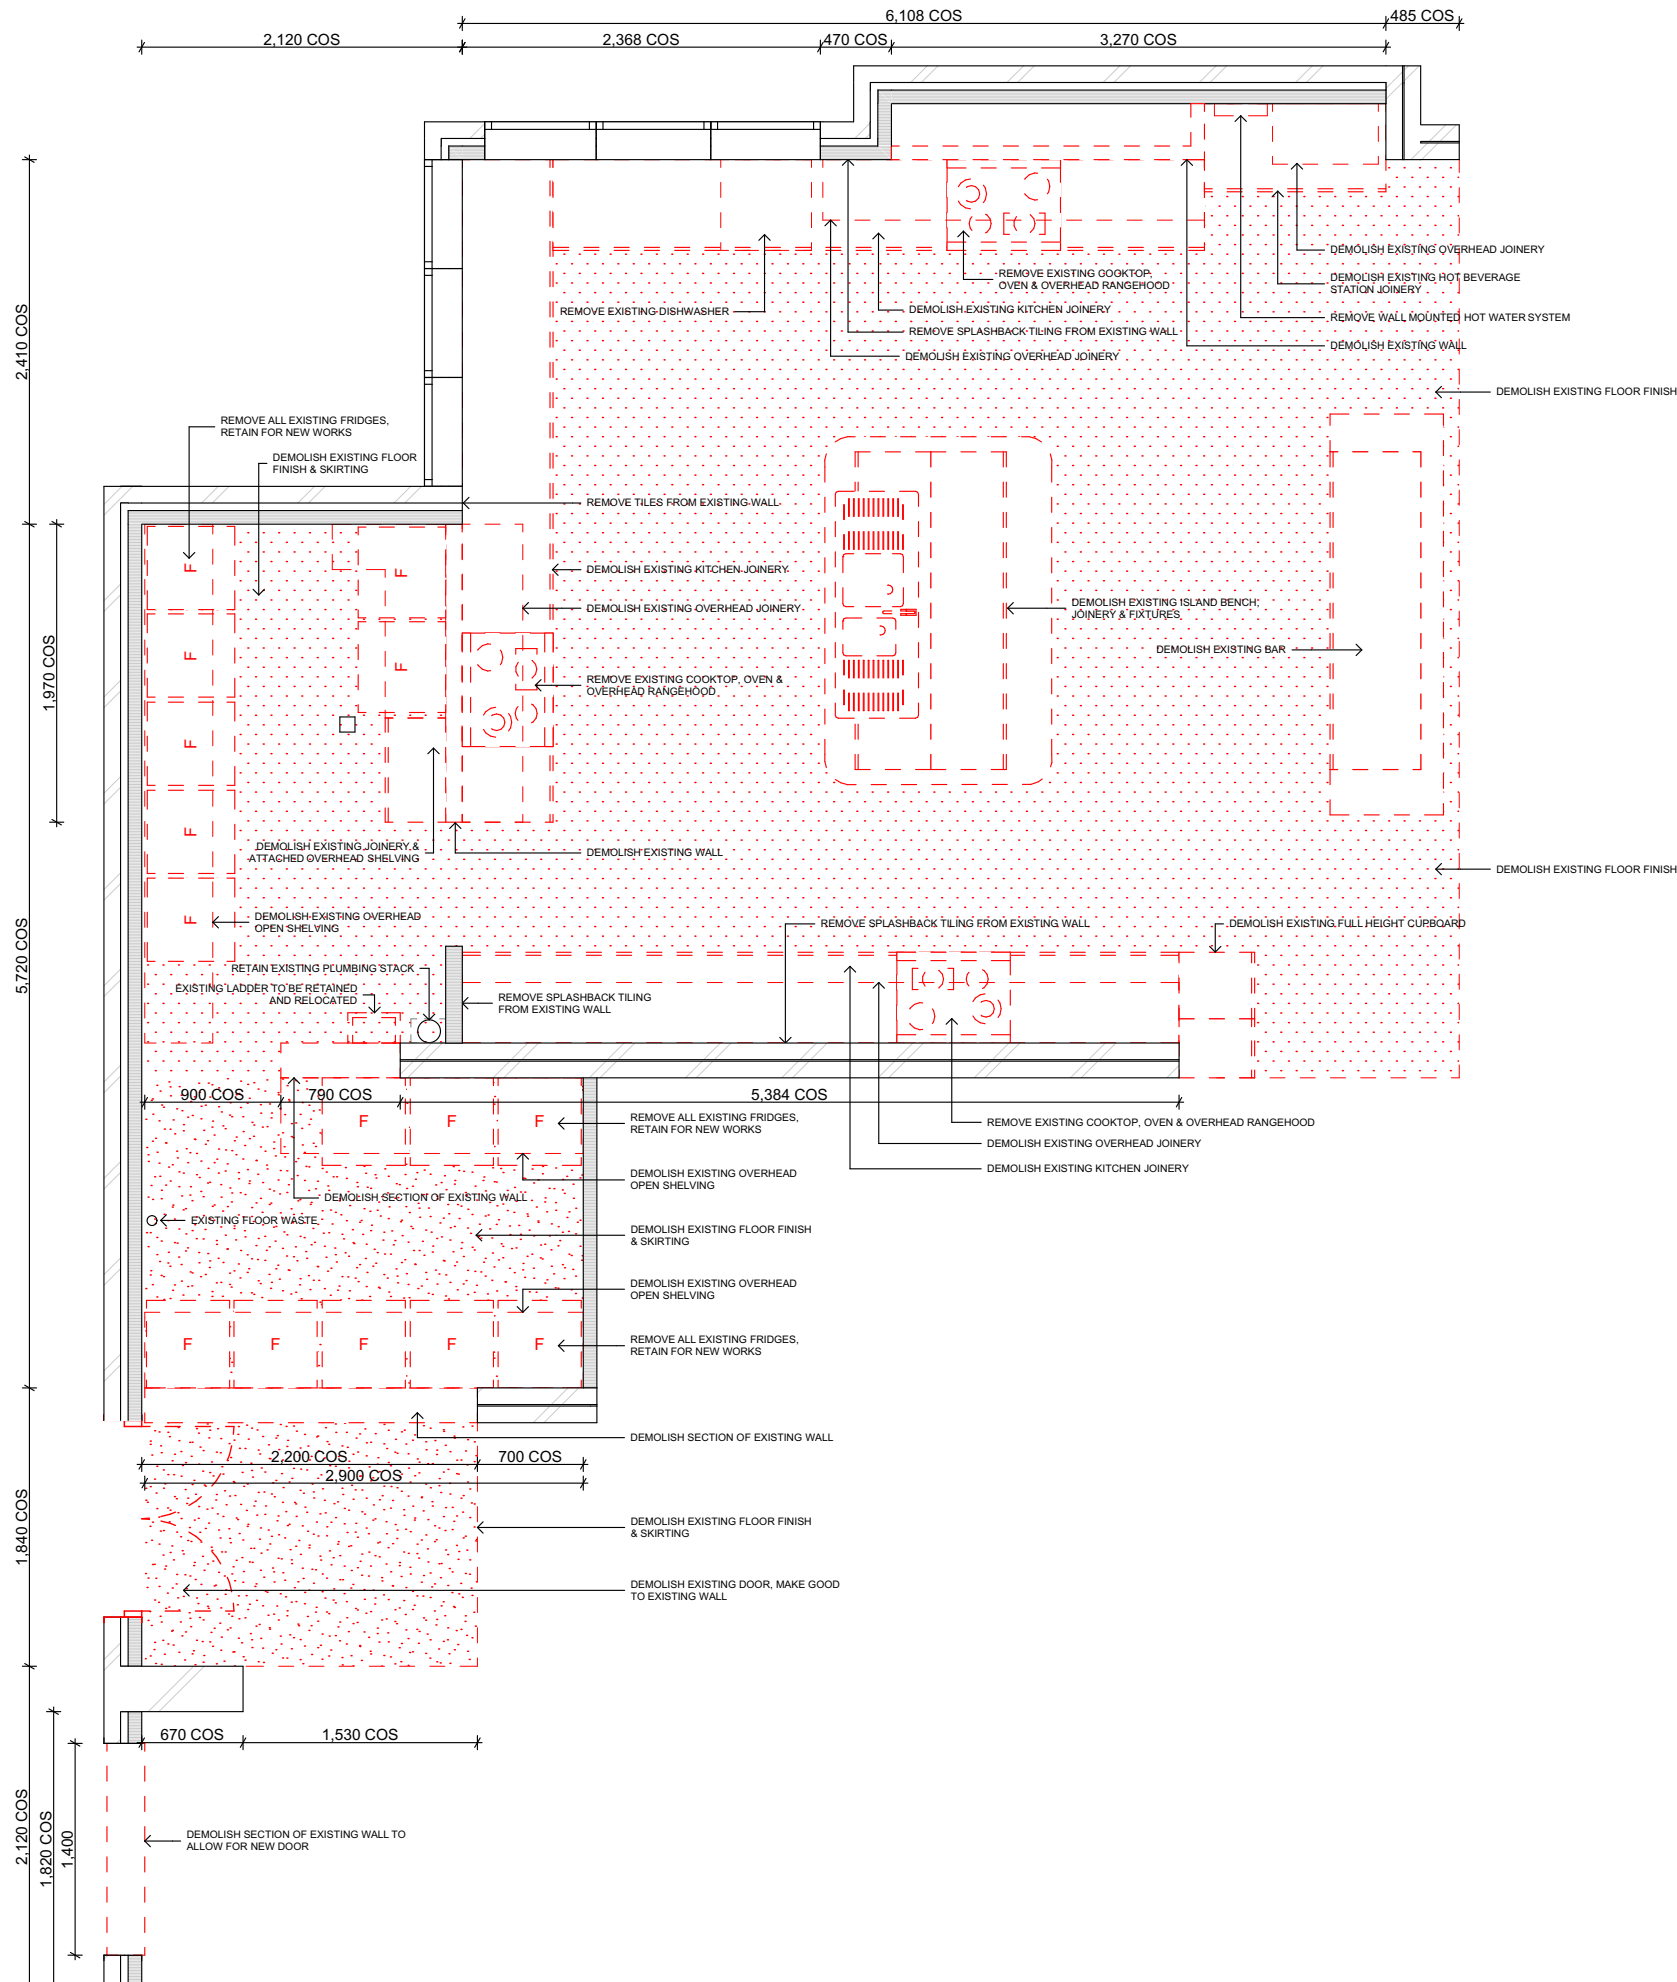 6,108 COS
485 COS
2,120 COS
2,368 COS
470 COS
3,270 COS
DEMOLISH EXISTING OVERHEAD JOINERY
REMOVE EXISTING COOKTOP,
OVEN & OVERHEAD RANGEHOOD
DEMOLISH EXISTING HOT BEVERAGE
STATION JOINERY
REMOVE EXISTING DISHWASHER
DEMOLISH EXISTING KITCHEN JOINERY
REMOVE WALL MOUNTED HOT WATER SYSTEM
REMOVE SPLASHBACK TILING FROM EXISTING WALL
DEMOLISH EXISTING WALL
DEMOLISH EXISTING OVERHEAD JOINERY
2,410 COS
DEMOLISH EXISTING FLOOR FINISH
REMOVE ALL EXISTING FRIDGES,
RETAIN FOR NEW WORKS
DEMOLISH EXISTING FLOOR
FINISH & SKIRTING
REMOVE TILES FROM EXISTING WALL
F
F
DEMOLISH EXISTING KITCHEN JOINERY
DEMOLISH EXISTING OVERHEAD JOINERY
DEMOLISH EXISTING ISLAND BENCH,
JOINERY & FIXTURES
F
F
DEMOLISH EXISTING BAR
1,970 COS
REMOVE EXISTING COOKTOP, OVEN &
OVERHEAD RANGEHOOD
F
F
DEMOLISH EXISTING JOINERY &
ATTACHED OVERHEAD SHELVING
DEMOLISH EXISTING WALL
DEMOLISH EXISTING FLOOR FINISH
F
DEMOLISH EXISTING OVERHEAD
OPEN SHELVING
REMOVE SPLASHBACK TILING FROM EXISTING WALL
DEMOLISH EXISTING FULL HEIGHT CUPBOARD
5,720 COS
RETAIN EXISTING PLUMBING STACK
EXISTING LADDER TO BE RETAINED
AND RELOCATED
REMOVE SPLASHBACK TILING
FROM EXISTING WALL
900 COS
790 COS
5,384 COS
F
F
F
REMOVE ALL EXISTING FRIDGES,
RETAIN FOR NEW WORKS
REMOVE EXISTING COOKTOP, OVEN & OVERHEAD RANGEHOOD
DEMOLISH EXISTING OVERHEAD JOINERY
DEMOLISH EXISTING KITCHEN JOINERY
DEMOLISH EXISTING OVERHEAD
OPEN SHELVING
DEMOLISH SECTION OF EXISTING WALL
EXISTING FLOOR WASTE
DEMOLISH EXISTING FLOOR FINISH
& SKIRTING
DEMOLISH EXISTING OVERHEAD
OPEN SHELVING
F
F
F
F
F
REMOVE ALL EXISTING FRIDGES,
RETAIN FOR NEW WORKS
DEMOLISH SECTION OF EXISTING WALL
2,200 COS
700 COS
2,900 COS
1,840 COS
DEMOLISH EXISTING FLOOR FINISH
& SKIRTING
DEMOLISH EXISTING DOOR, MAKE GOOD
TO EXISTING WALL
670 COS
1,530 COS
2,120 COS
1,820 COS
1,400
DEMOLISH SECTION OF EXISTING WALL TO
ALLOW FOR NEW DOOR